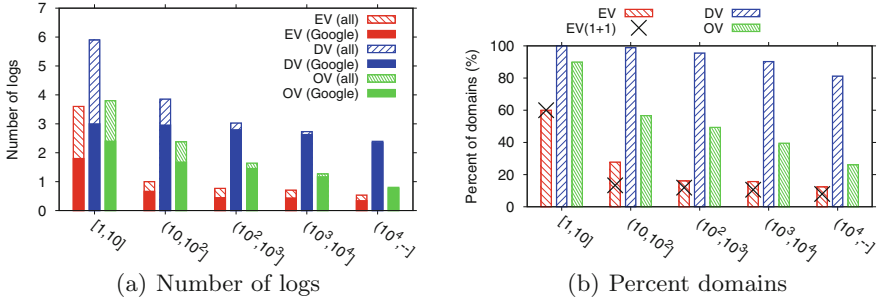 EV (all)
EV (Google)
DV (all)
DV (Google)
OV (all)
OV (Google)
Number of logs
7
6
5
4
3
2
1
0
[1,10]
(10,10²]
(10²,10³]
(10³,10⁴]
(10⁴,-]
(a) Number of logs
EV
EV(1+1)
DV
OV
Percent of domains (%)
100
80
60
40
20
0
[1,10]
(10,10²]
(10²,10³]
(10³,10⁴]
(10⁴,-]
(b) Percent domains